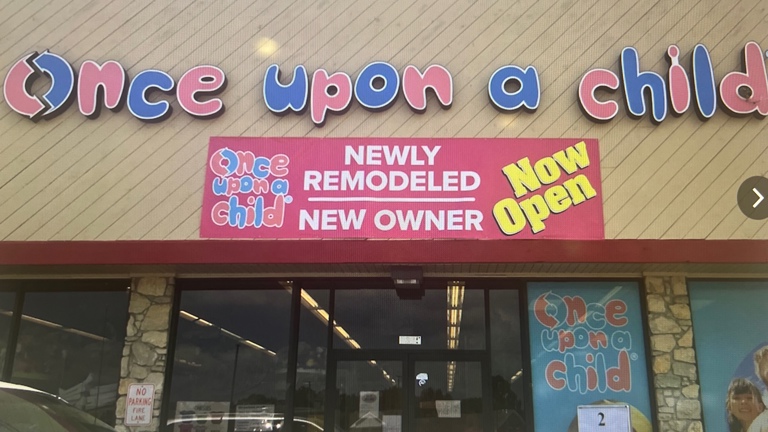 Once upon a child
Once
upon a
child®
NEWLY
REMODELED
NEW OWNER
Now
Open
Once
upon
a
child®
NO
PARKING
FIRE
LANE
2